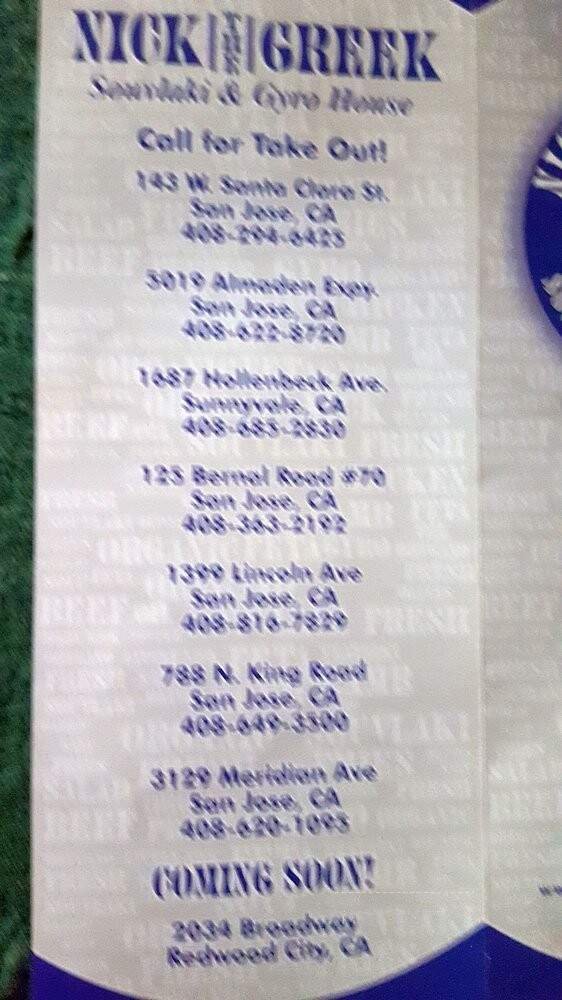 NICK THE GREEK
Souvlaki & Gyro House
Call for Take Out!
143 W. Santa Clara St.
San Jose, CA
408-294-6425
5019 Almaden Expy.
San Jose, CA
408-622-8720
1687 Hollenbeck Ave.
Sunnyvale, CA
408-685-2830
125 Bernal Road #70
San Jose, CA
408-363-2192
1399 Lincoln Ave
San Jose, CA
408-816-7829
788 N. King Road
San Jose, CA
408-649-3500
3129 Meridian Ave
San Jose, CA
408-620-1095
COMING SOON!
2034 Broadway
Redwood City, CA